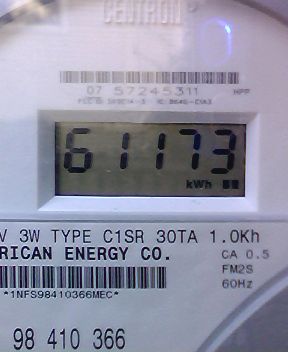 CENTRON
07 57245311 HPP
61173
kWh
V 3W TYPE C1SR 30TA 1.0Kh
RICAN ENERGY CO. CA 0.5
FM2S
60Hz
*1NFS98410366MEC*
98 410 366